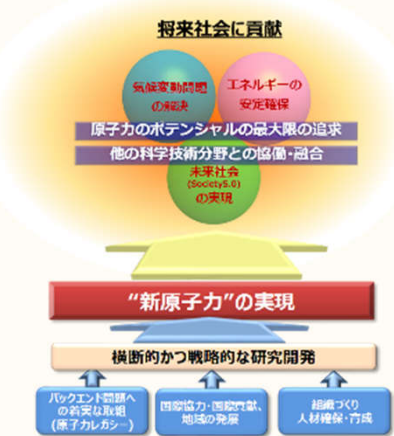 将来社会に貢献
気候変動問題
の解決
エネルギーの
安定確保
原子力のポテンシャルの最大限の追求
他の科学技術分野との協働・融合
未来社会
(Society5.0)
の実現
“新原子力”の実現
横断的かつ戦略的な研究開発
バックエンド問題へ
の着実な取組
(原子力レガシー)
国際協力・国際貢献、
地域の発展
組織づくり
人材確保・育成